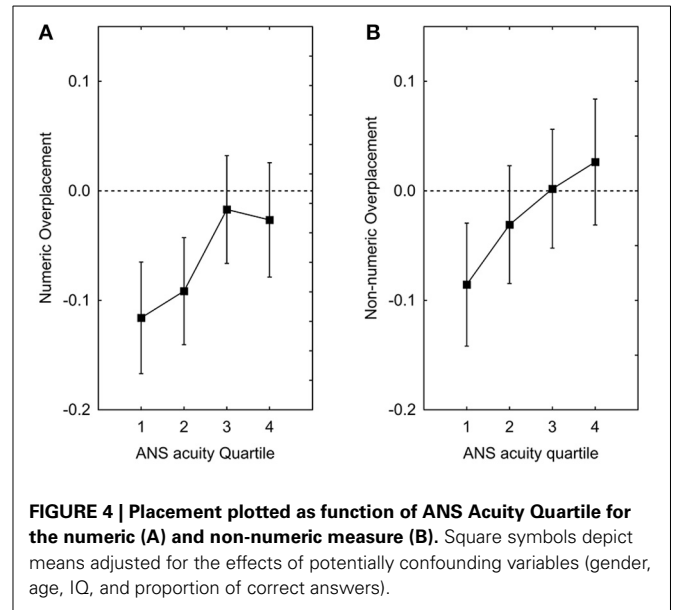 A
B
0.1
0.0
-0.1
-0.2
Numeric Overplacement
1 2 3 4
ANS acuity Quartile
0.1
0.0
-0.1
-0.2
Non-numeric Overplacement
1 2 3 4
ANS acuity quartile
FIGURE 4 | Placement plotted as function of ANS Acuity Quartile for
the numeric (A) and non-numeric measure (B). Square symbols depict
means adjusted for the effects of potentially confounding variables (gender,
age, IQ, and proportion of correct answers).